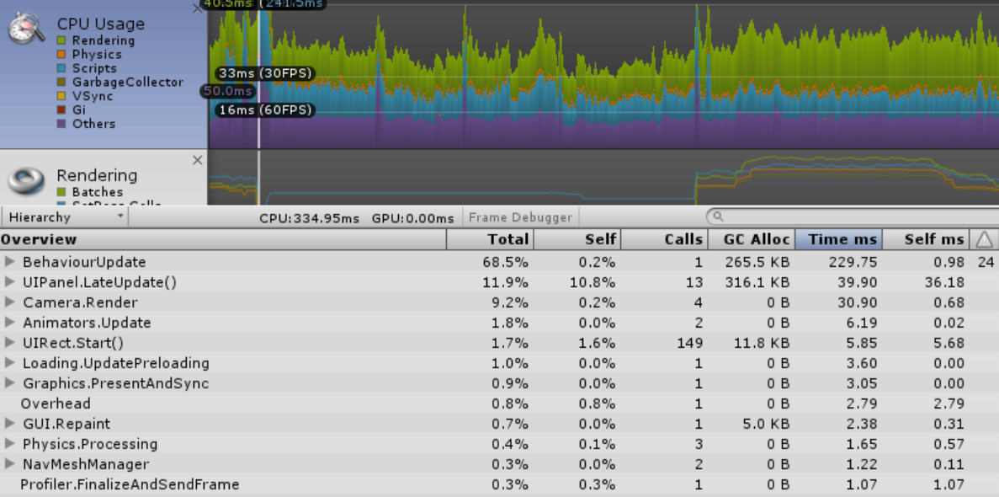 40.5ms (241.5ms
CPU Usage
Rendering
Physics
Scripts
GarbageCollector
VSync
Gi
Others
33ms (30FPS)
50.0ms
16ms (60FPS)
Rendering
Batches
SetPass Calls
Hierarchy CPU:334.95ms GPU:0.00ms Frame Debugger
Overview Total Self Calls GC Alloc Time ms Self ms
BehaviourUpdate 68.5% 0.2% 1 265.5 KB 229.75 0.98 24
UIPanel.LateUpdate() 11.9% 10.8% 13 316.1 KB 39.90 36.18
Camera.Render 9.2% 0.2% 4 0 B 30.90 0.68
Animators.Update 1.8% 0.0% 2 0 B 6.19 0.02
UIRect.Start() 1.7% 1.6% 149 11.8 KB 5.85 5.68
Loading.UpdatePreloading 1.0% 0.0% 1 0 B 3.60 0.00
Graphics.PresentAndSync 0.9% 0.0% 1 0 B 3.05 0.00
Overhead 0.8% 0.8% 1 0 B 2.79 2.79
GUI.Repaint 0.7% 0.0% 1 5.0 KB 2.38 0.31
Physics.Processing 0.4% 0.1% 3 0 B 1.65 0.57
NavMeshManager 0.3% 0.0% 2 0 B 1.22 0.11
Profiler.FinalizeAndSendFrame 0.3% 0.3% 1 0 B 1.07 1.07